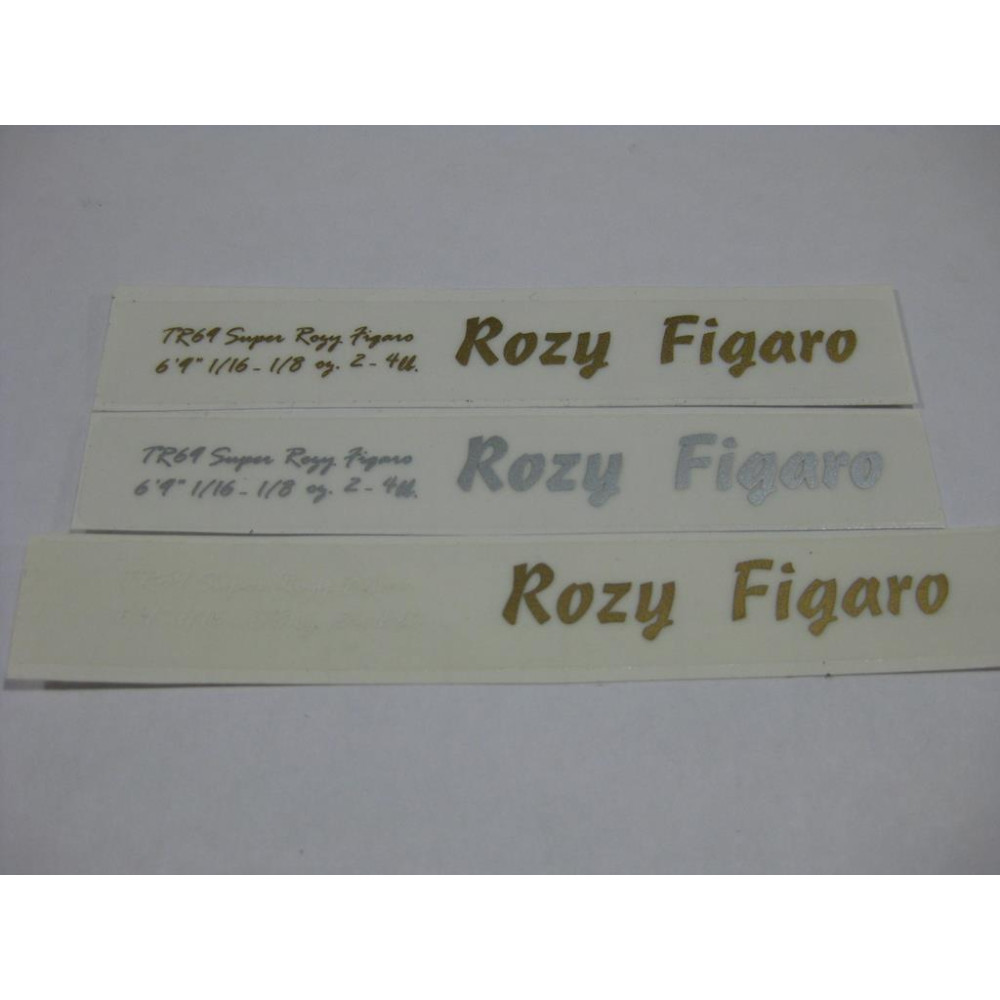 TR69 Super Rozy Figaro
6'9" 1/16 - 1/8 oz. 2 - 4lb.
Rozy Figaro
TR69 Super Rozy Figaro
6'9" 1/16 - 1/8 oz. 2 - 4lb.
Rozy Figaro
Rozy Figaro